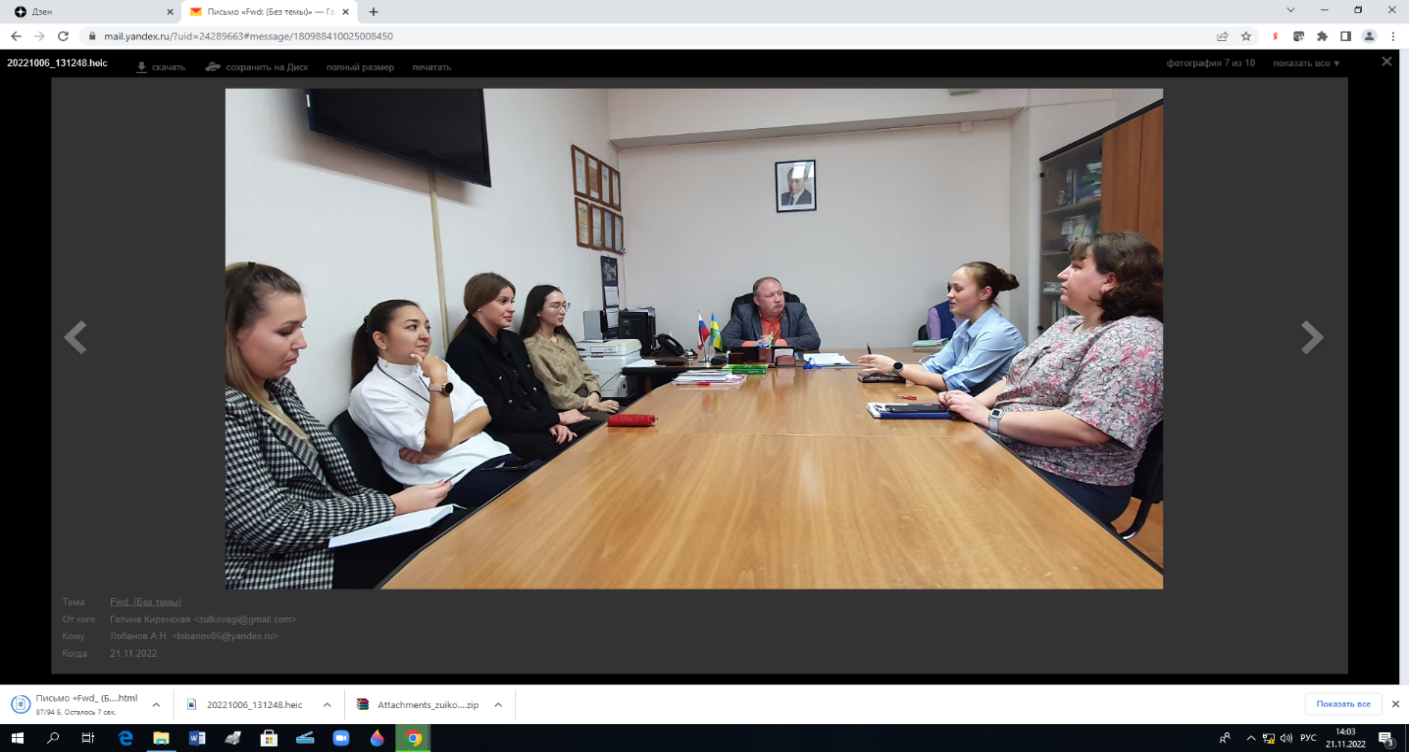 Дзен
Письмо «Fwd: (Без темы)» — Га
mail.yandex.ru/?uid=24289663#message/180988410025008450
20221006_131248.heic
скачать
сохранить на Диск
полный размер
печатать
фотография 7 из 10
показать все
Тема Fwd: (Без темы)
От кого Галина Киренская <zuikovagi@gmail.com>
Кому Лобанов А.Н. <lobanov86@yandex.ru>
Когда 21.11.2022
Письмо «Fwd_ (Б....html
87/94 Б, Осталось 7 сек.
20221006_131248.heic
Attachments_zuiko....zip
Показать все
РУС
14:03
21.11.2022
3